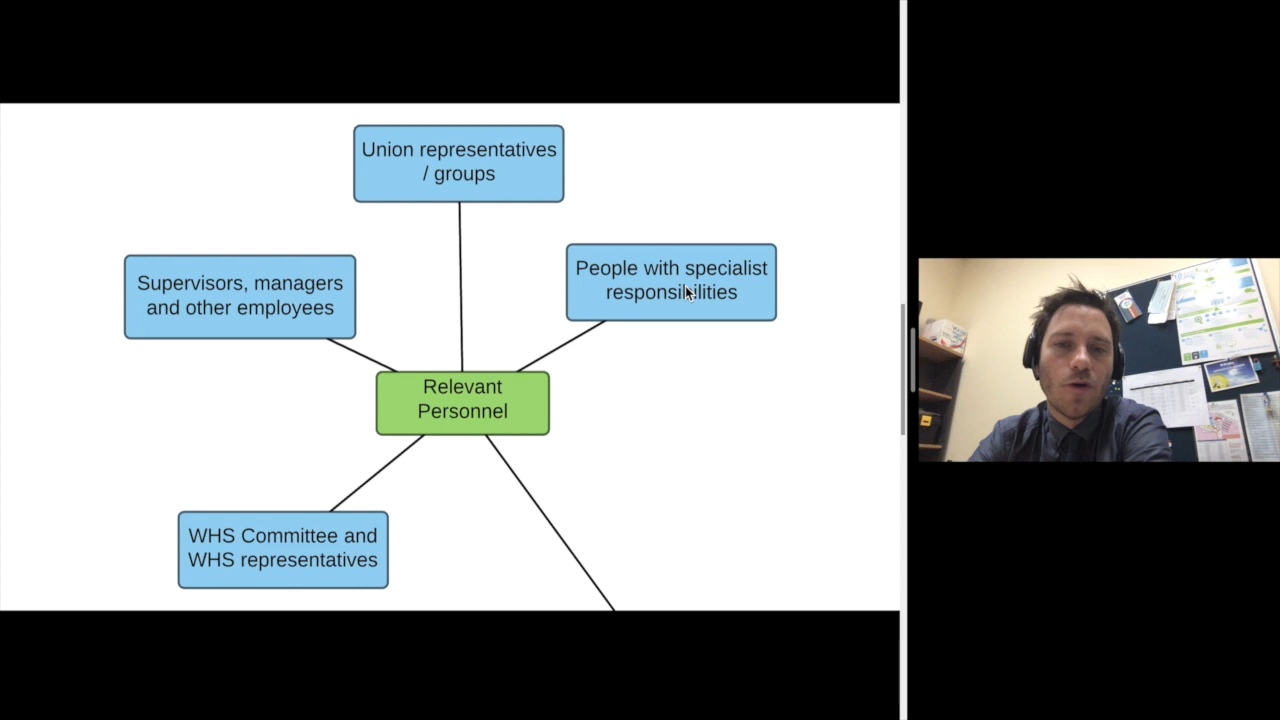 Union representatives
/ groups
People with specialist
responsibilities
Supervisors, managers
and other employees
Relevant
Personnel
WHS Committee and
WHS representatives